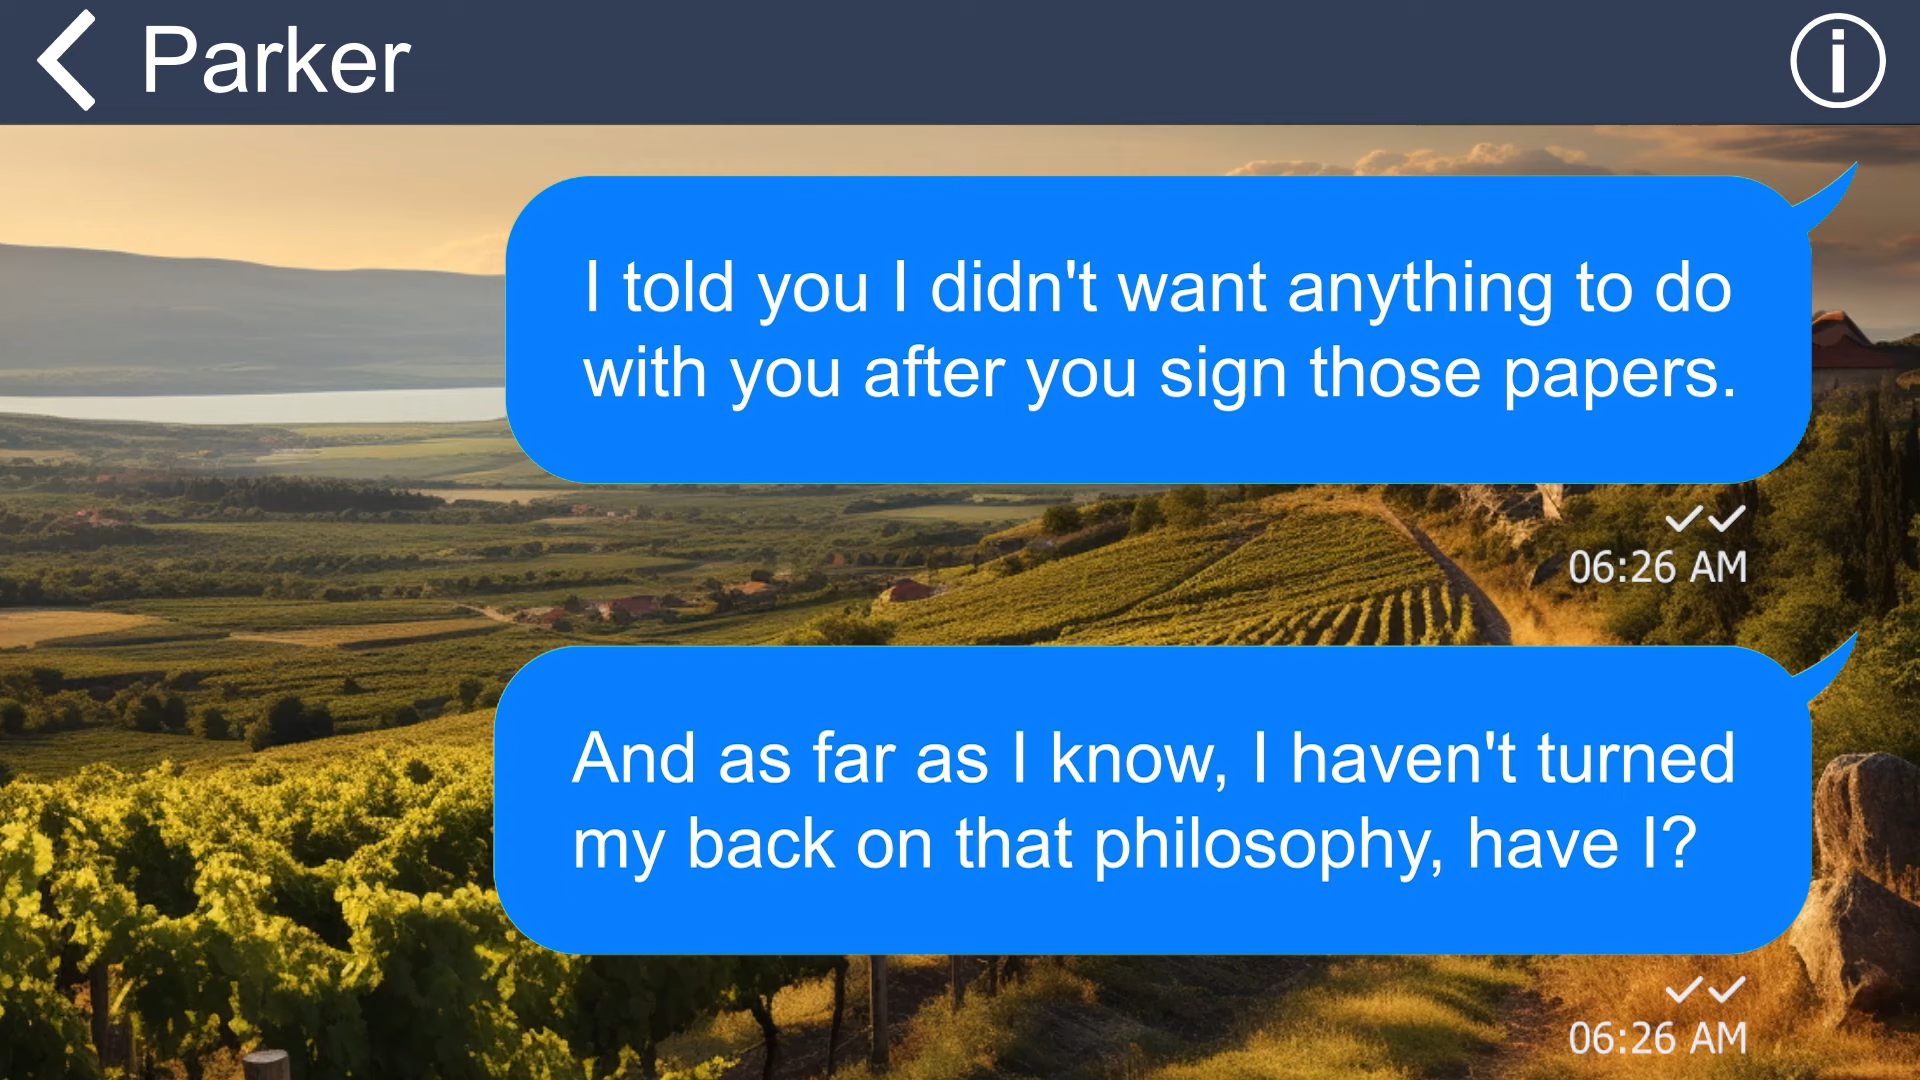 Parker
I told you I didn't want anything to do
with you after you sign those papers.
06:26 AM
And as far as I know, I haven't turned
my back on that philosophy, have I?
06:26 AM